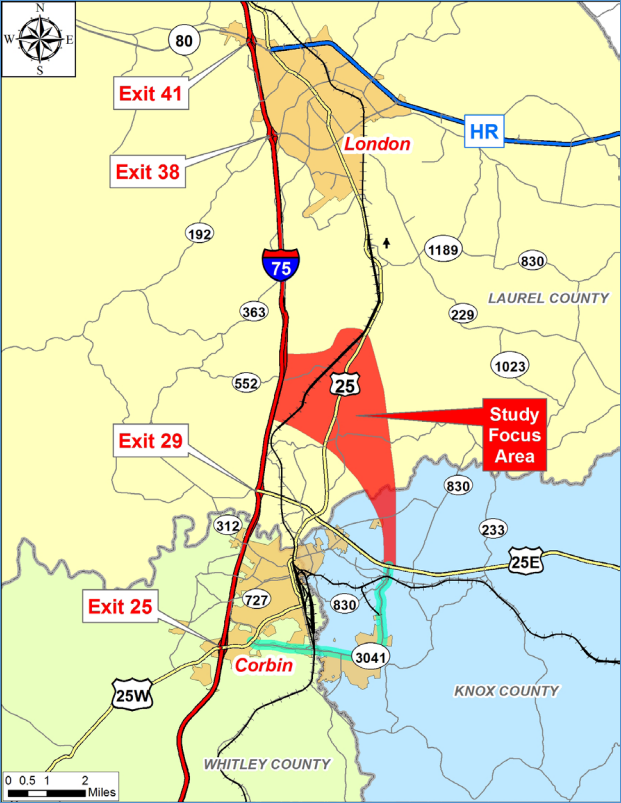 N
W E
S
80
Exit 41
HR
London
Exit 38
192
1189
830
75
LAUREL COUNTY
363
229
1023
552
25
Study
Focus
Area
Exit 29
830
312
233
25E
727
830
Exit 25
3041
Corbin
25W
KNOX COUNTY
WHITLEY COUNTY
0 0.5 1 2
Miles